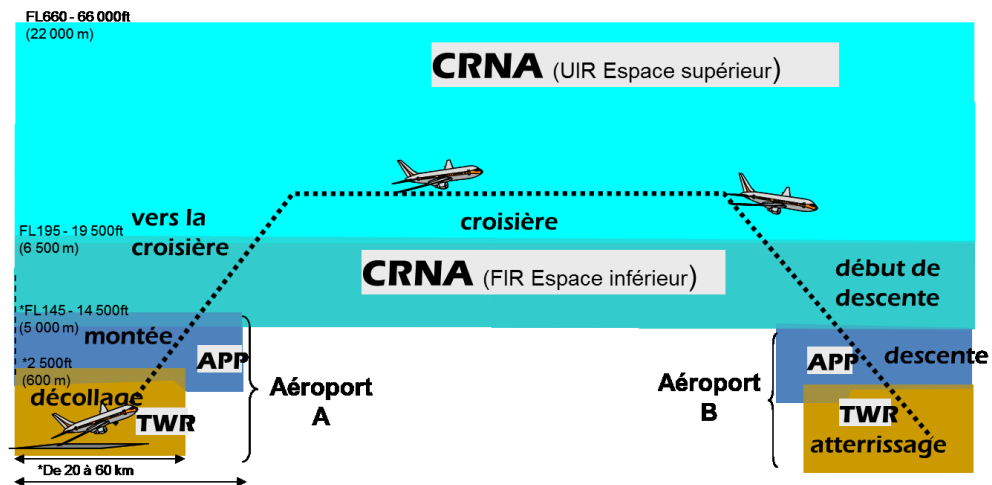 FL660 - 66 000ft
(22 000 m)
CRNA (UIR Espace supérieur)
vers la
croisière
croisière
FL195 - 19 500ft
(6 500 m)
CRNA (FIR Espace inférieur)
début de
descente
*FL145 - 14 500ft
(5 000 m)
montée
APP
*2 500ft
(600 m)
décollage
TWR
Aéroport
A
Aéroport
B
APP
descente
TWR
atterrissage
*De 20 à 60 km